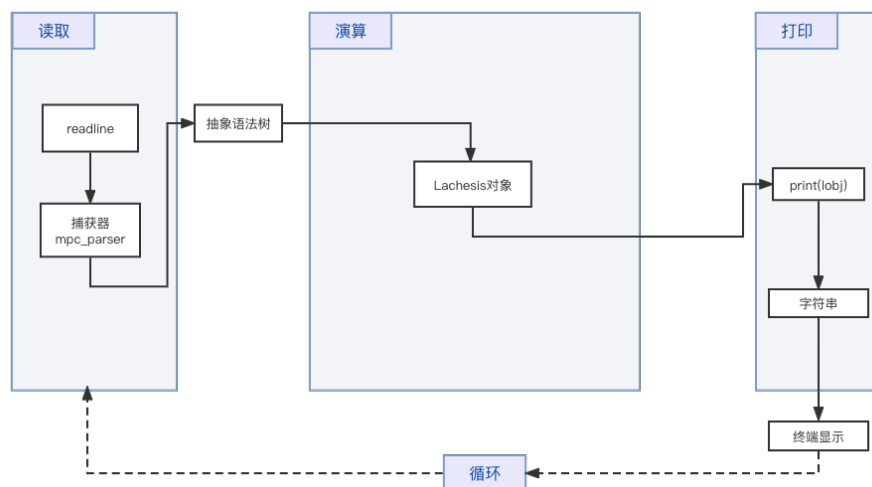 读取
演算
打印
readline
抽象语法树
捕获器
mpc_parser
Lachesis对象
print(lobj)
字符串
终端显示
循环